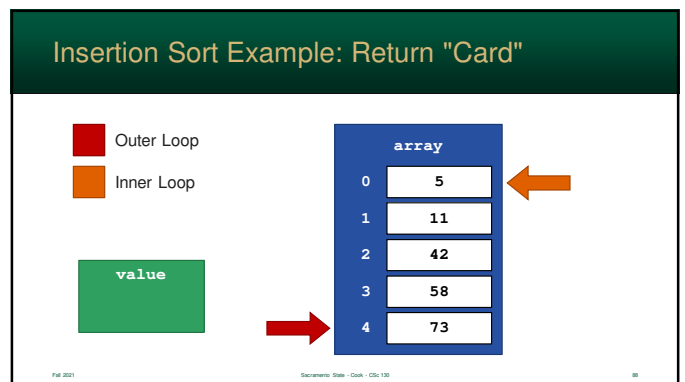 Insertion Sort Example: Return "Card"
Outer Loop
Inner Loop
value
array
0 5
1 11
2 42
3 58
4 73
Fall 2021
Sacramento State - Cook - CSc 130
88